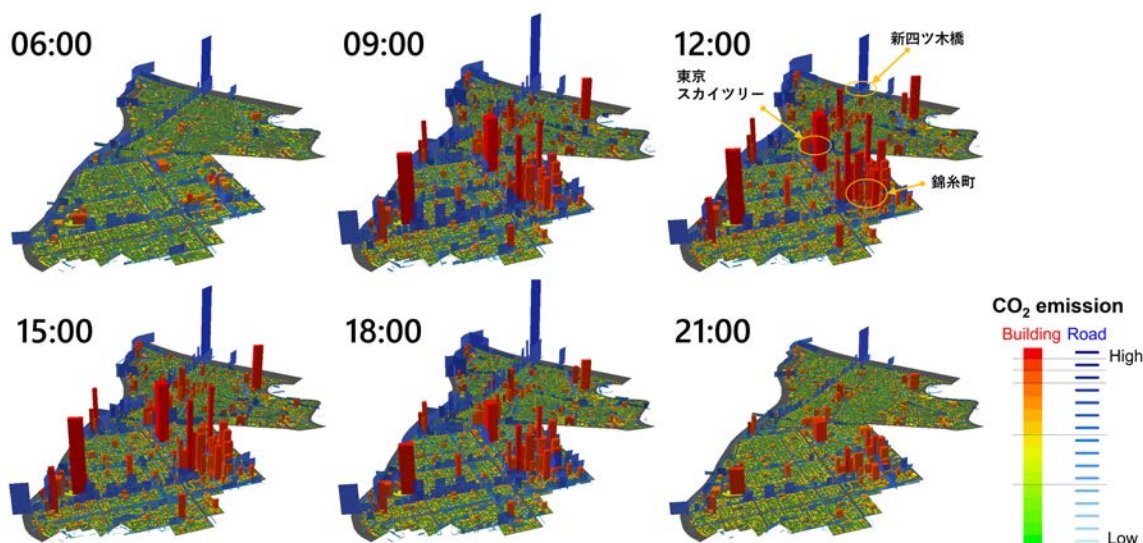 06:00
09:00
12:00
新四ツ木橋
東京
スカイツリー
錦糸町
15:00
18:00
21:00
CO₂ emission
Building Road
High
Low